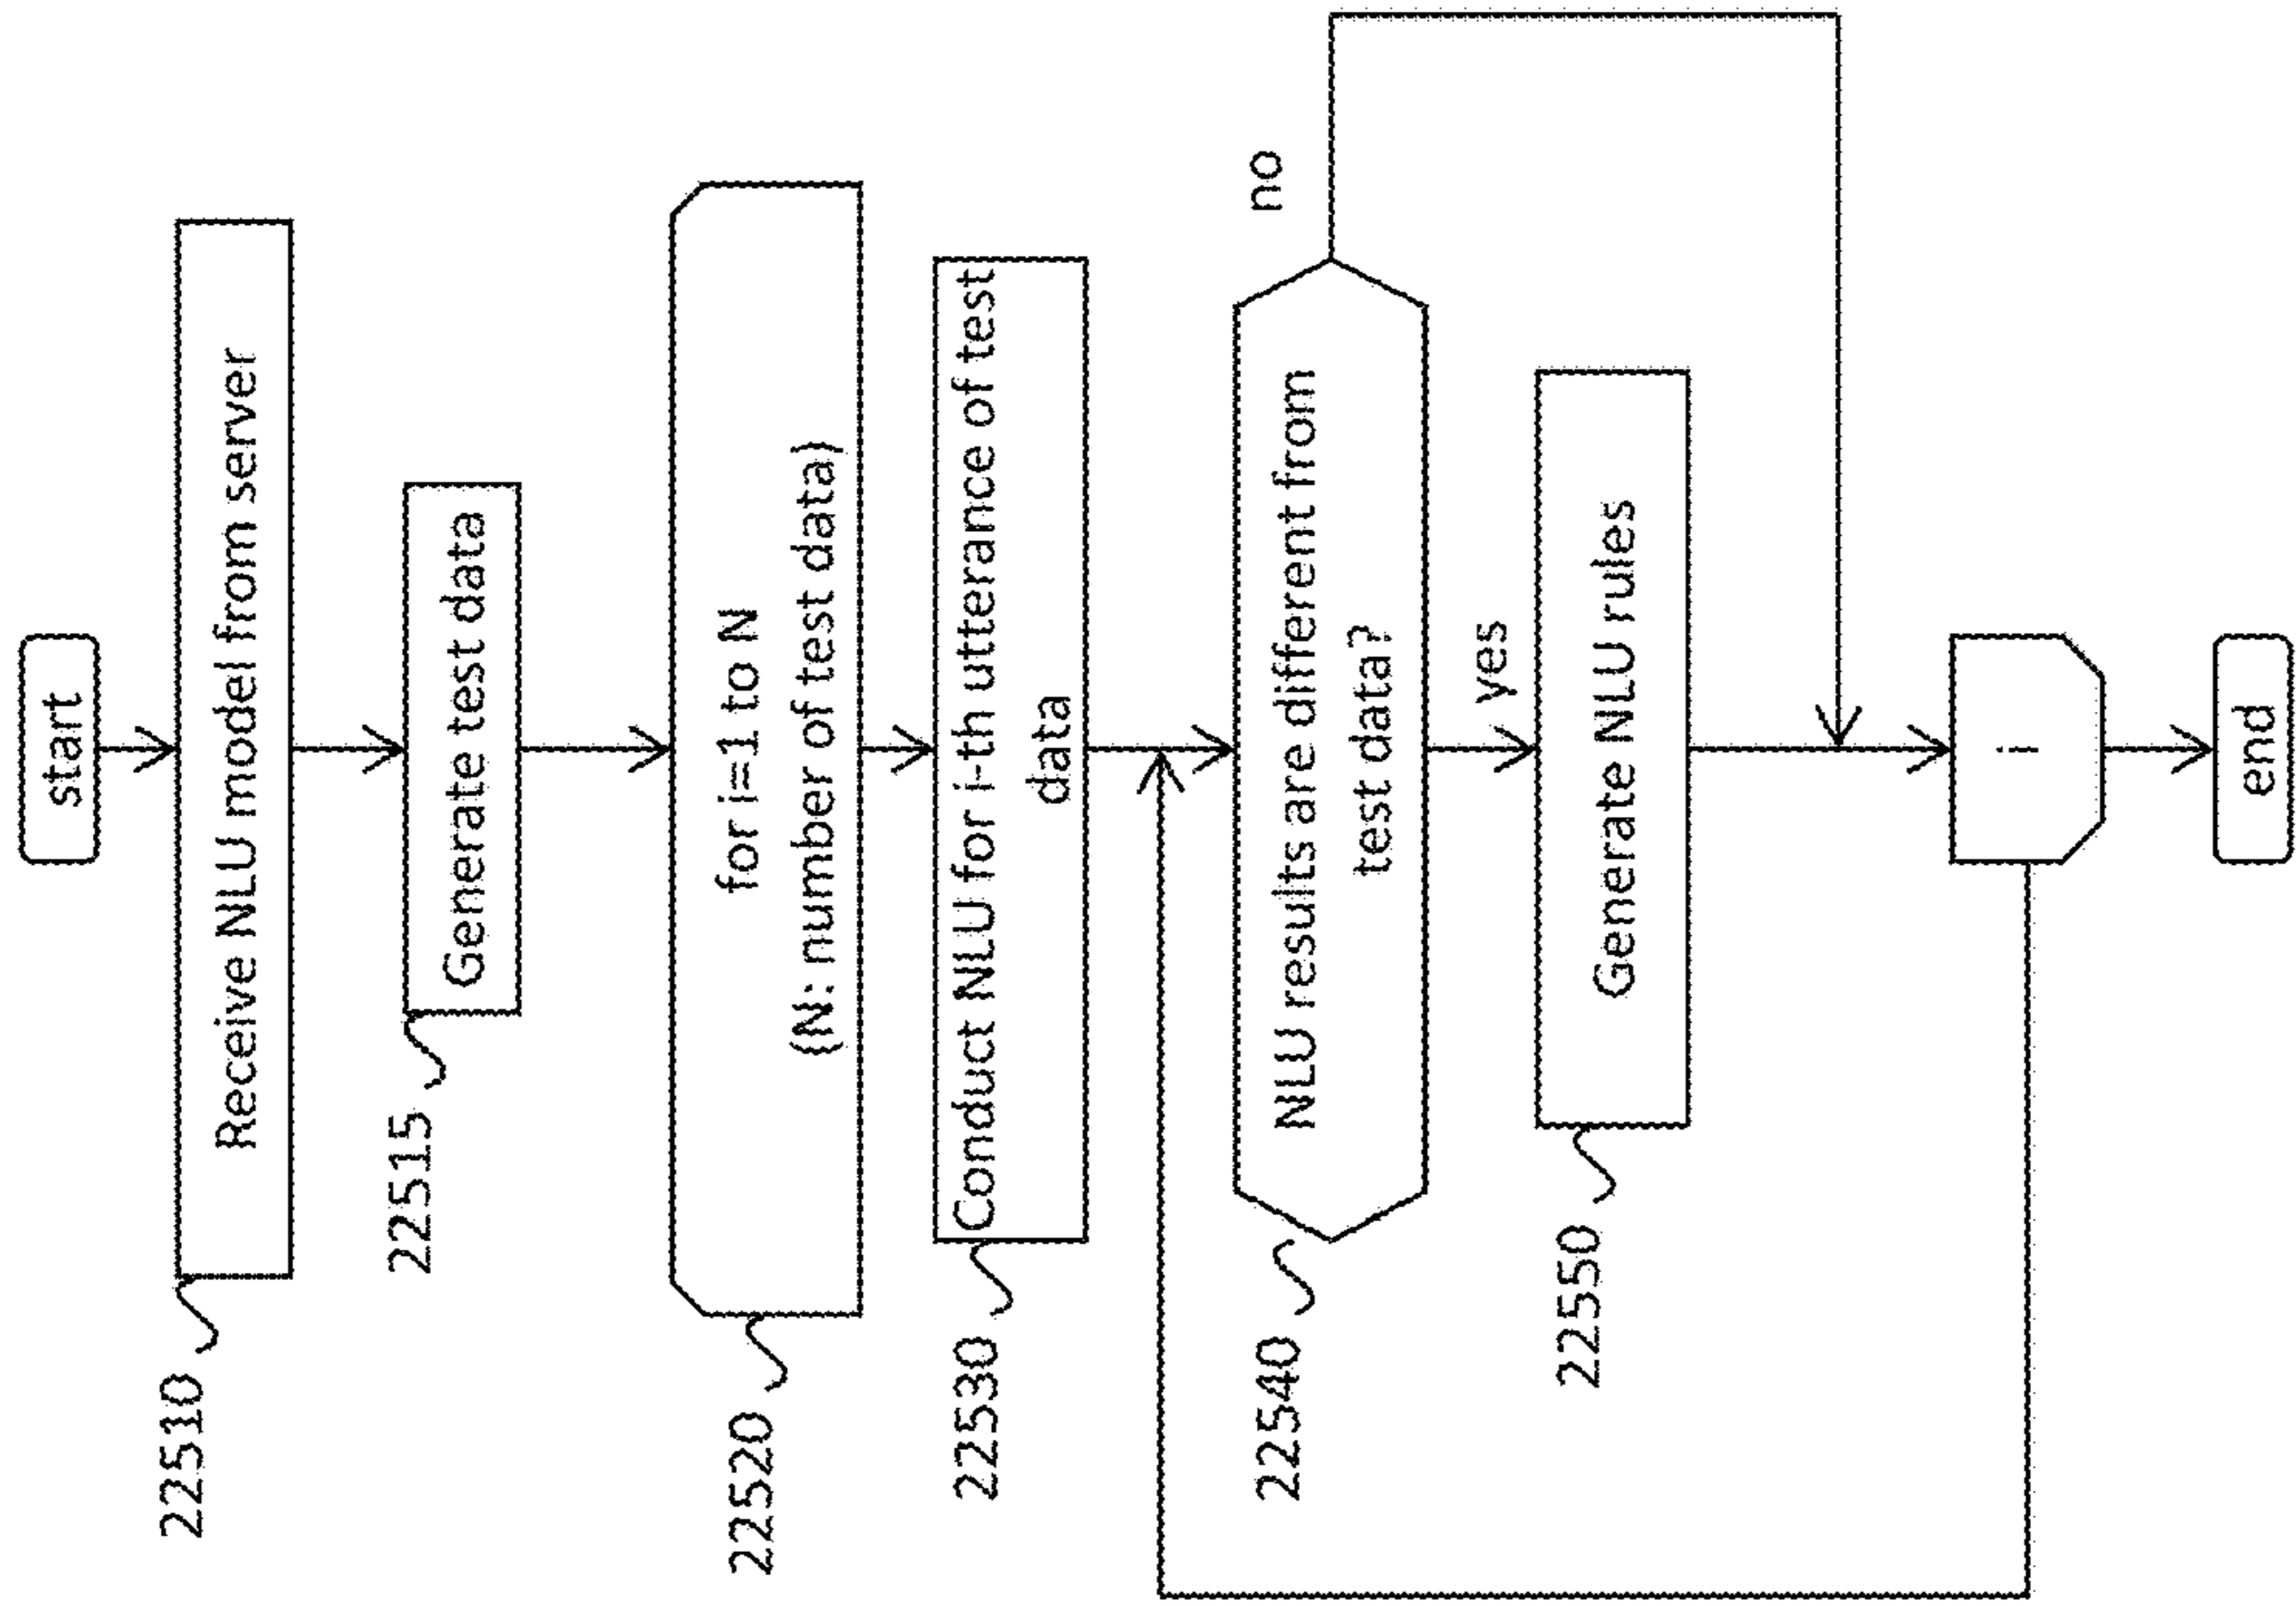 start
22510
Receive NLU model from server
22515
Generate test data
22520
for i=1 to N
(N: number of test data)
22530
Conduct NLU for i-th utterance of test
data
22540
NLU results are different from
test data?
no
yes
22550
Generate NLU rules
i
end